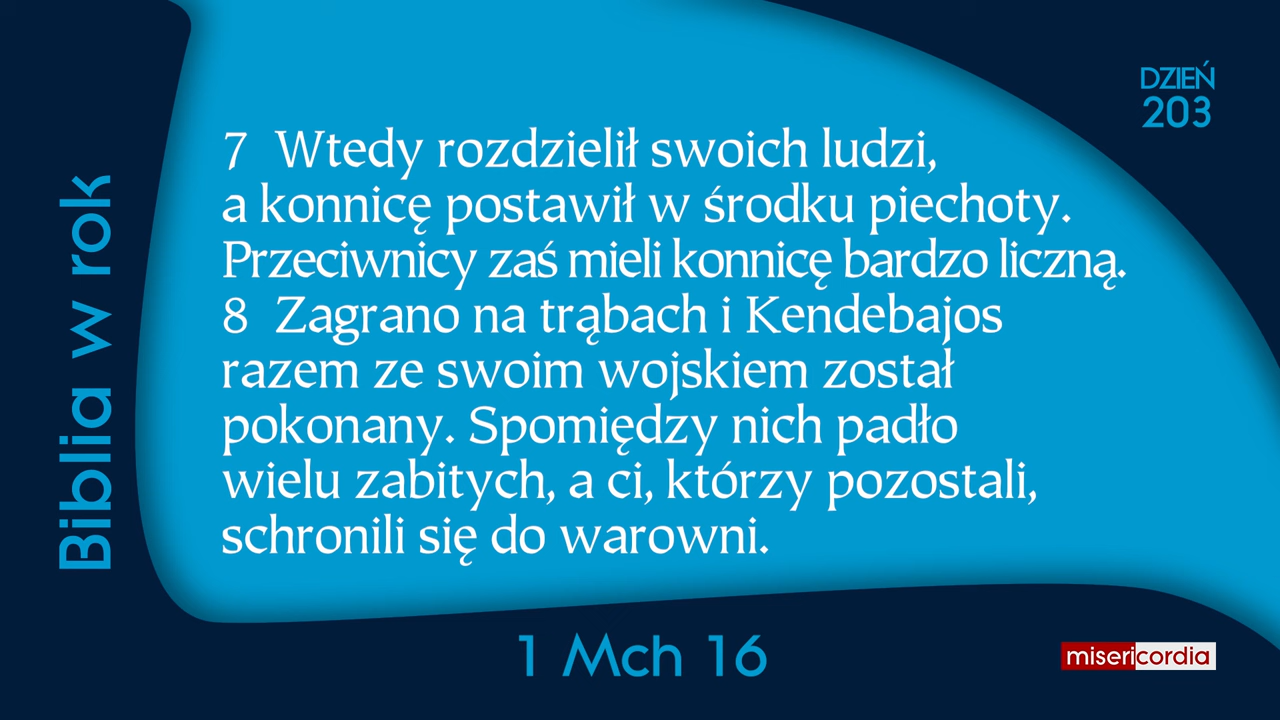 DZIEŃ
203
Biblia w rok
7 Wtedy rozdzielił swoich ludzi,
a konnicę postawił w środku piechoty.
Przeciwnicy zaś mieli konnicę bardzo liczną.
8 Zagrano na trąbach i Kendebajos
razem ze swoim wojskiem został
pokonany. Spomiędzy nich padło
wielu zabitych, a ci, którzy pozostali,
schronili się do warowni.
1 Mch 16
misericordia